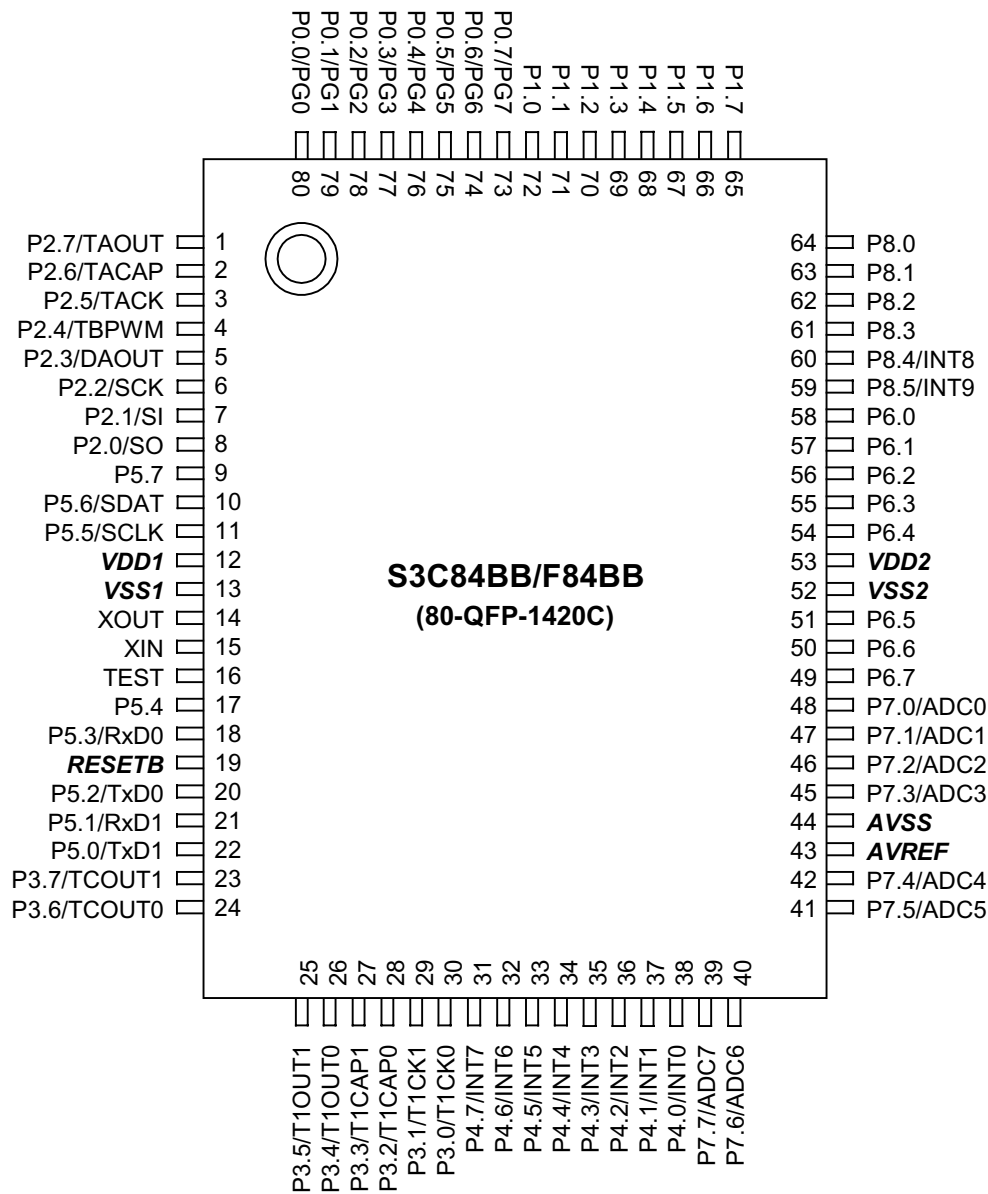 P0.0/PG0
P0.1/PG1
P0.2/PG2
P0.3/PG3
P0.4/PG4
P0.5/PG5
P0.6/PG6
P0.7/PG7
P1.0
P1.1
P1.2
P1.3
P1.4
P1.5
P1.6
P1.7
80
79
78
77
76
75
74
73
72
71
70
69
68
67
66
65
P2.7/TAOUT 1
P2.6/TACAP 2
P2.5/TACK 3
P2.4/TBPWM 4
P2.3/DAOUT 5
P2.2/SCK 6
P2.1/SI 7
P2.0/SO 8
P5.7 9
P5.6/SDAT 10
P5.5/SCLK 11
VDD1 12
VSS1 13
XOUT 14
XIN 15
TEST 16
P5.4 17
P5.3/RxD0 18
RESETB 19
P5.2/TxD0 20
P5.1/RxD1 21
P5.0/TxD1 22
P3.7/TCOUT1 23
P3.6/TCOUT0 24
S3C84BB/F84BB
(80-QFP-1420C)
64 P8.0
63 P8.1
62 P8.2
61 P8.3
60 P8.4/INT8
59 P8.5/INT9
58 P6.0
57 P6.1
56 P6.2
55 P6.3
54 P6.4
53 VDD2
52 VSS2
51 P6.5
50 P6.6
49 P6.7
48 P7.0/ADC0
47 P7.1/ADC1
46 P7.2/ADC2
45 P7.3/ADC3
44 AVSS
43 AVREF
42 P7.4/ADC4
41 P7.5/ADC5
25
26
27
28
29
30
31
32
33
34
35
36
37
38
39
40
P3.5/T1OUT1
P3.4/T1OUT0
P3.3/T1CAP1
P3.2/T1CAP0
P3.1/T1CK1
P3.0/T1CK0
P4.7/INT7
P4.6/INT6
P4.5/INT5
P4.4/INT4
P4.3/INT3
P4.2/INT2
P4.1/INT1
P4.0/INT0
P7.7/ADC7
P7.6/ADC6